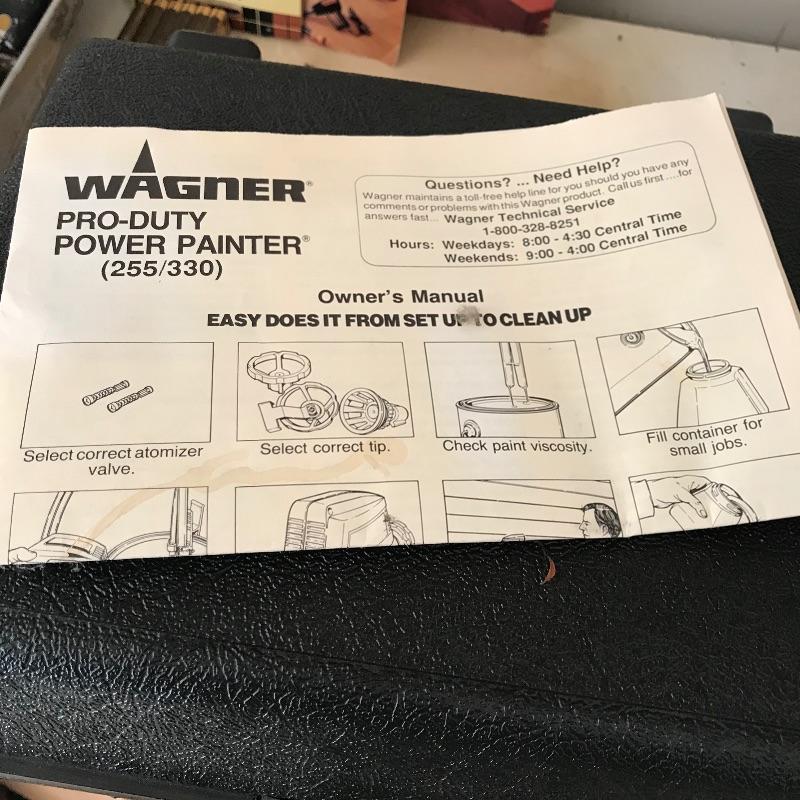 WAGNER®
PRO-DUTY
POWER PAINTER®
(255/330)
Questions? ... Need Help?
Wagner maintains a toll-free help line for you should you have any
comments or problems with this Wagner product. Call us first ....for
answers fast... Wagner Technical Service
1-800-328-8251
Hours: Weekdays: 8:00 - 4:30 Central Time
Weekends: 9:00 - 4:00 Central Time
Owner's Manual
EASY DOES IT FROM SET UP TO CLEAN UP
Select correct atomizer
valve.
Select correct tip.
Check paint viscosity.
Fill container for
small jobs.